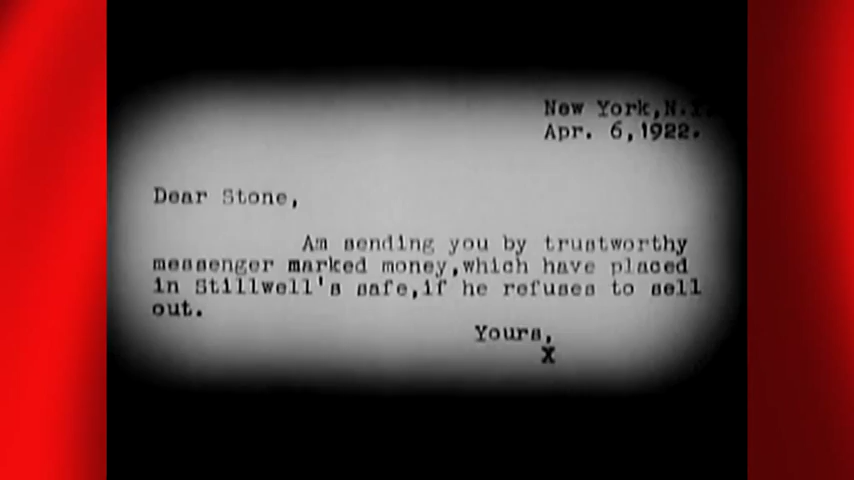 New York, N.Y.
Apr. 6,1922.
Dear Stone,
Am sending you by trustworthy
messenger marked money,which have placed
in Stillwell's safe,if he refuses to sell
out.
Yours,
X